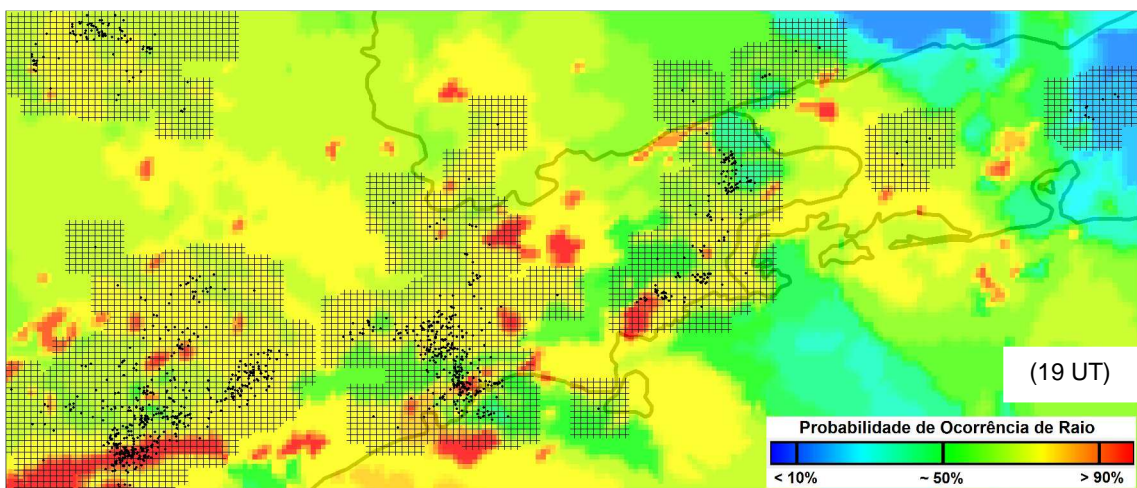 (19 UT)
Probabilidade de Ocorrência de Raio
< 10% ~ 50% > 90%